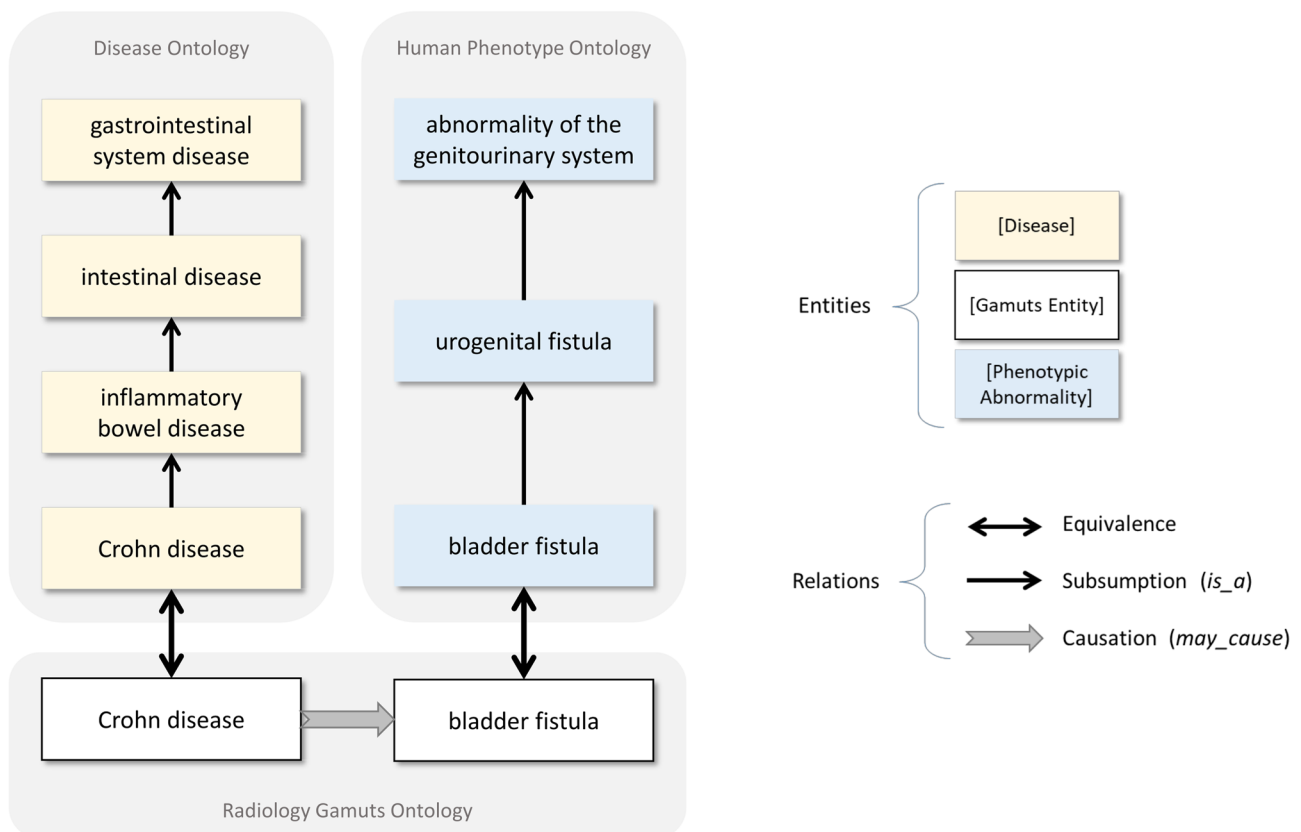 Disease Ontology
gastrointestinal
system disease
intestinal disease
inflammatory
bowel disease
Crohn disease
Human Phenotype Ontology
abnormality of the
genitourinary system
urogenital fistula
bladder fistula
Crohn disease
bladder fistula
Radiology Gamuts Ontology
Entities
[Disease]
[Gamuts Entity]
[Phenotypic
Abnormality]
Relations
Equivalence
Subsumption (is_a)
Causation (may_cause)